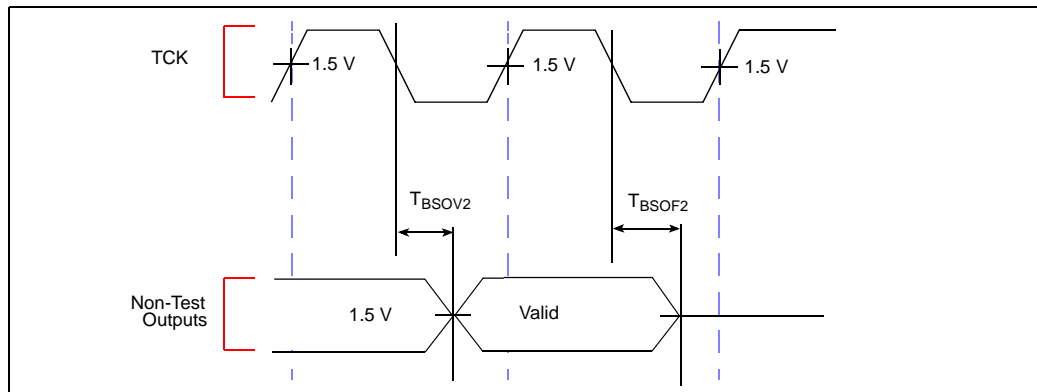 TCK
1.5 V
1.5 V
1.5 V
TBSOV2
TBSOF2
Non-Test
Outputs
1.5 V
Valid